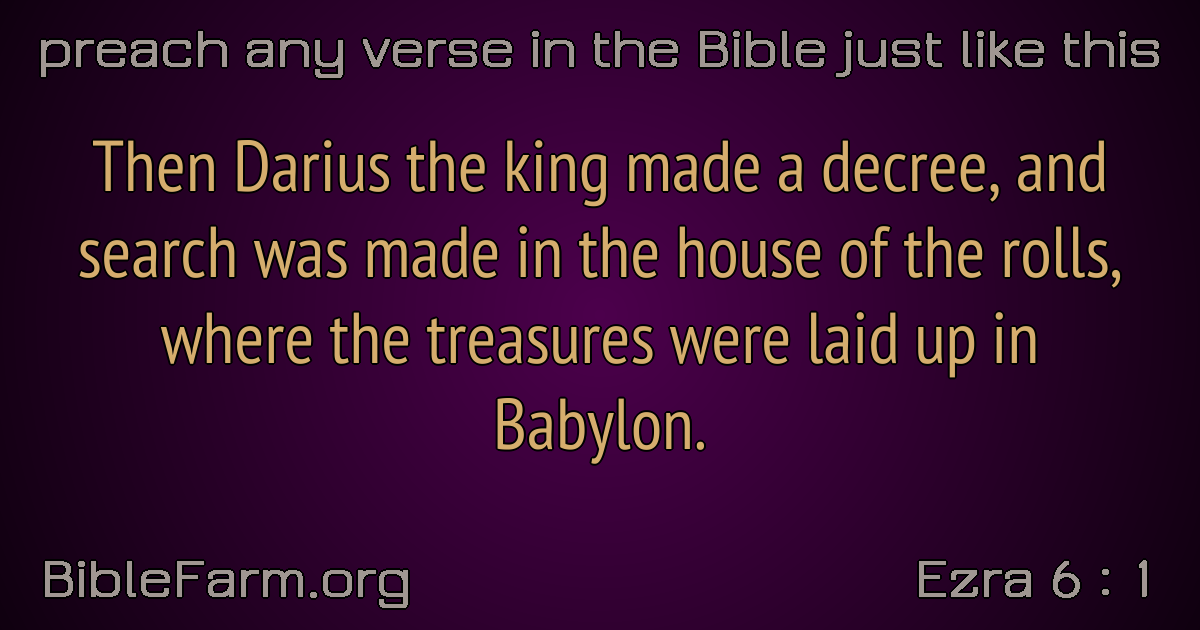 preach any verse in the Bible just like this
Then Darius the king made a decree, and
search was made in the house of the rolls,
where the treasures were laid up in
Babylon.
BibleFarm.org
Ezra 6 : 1